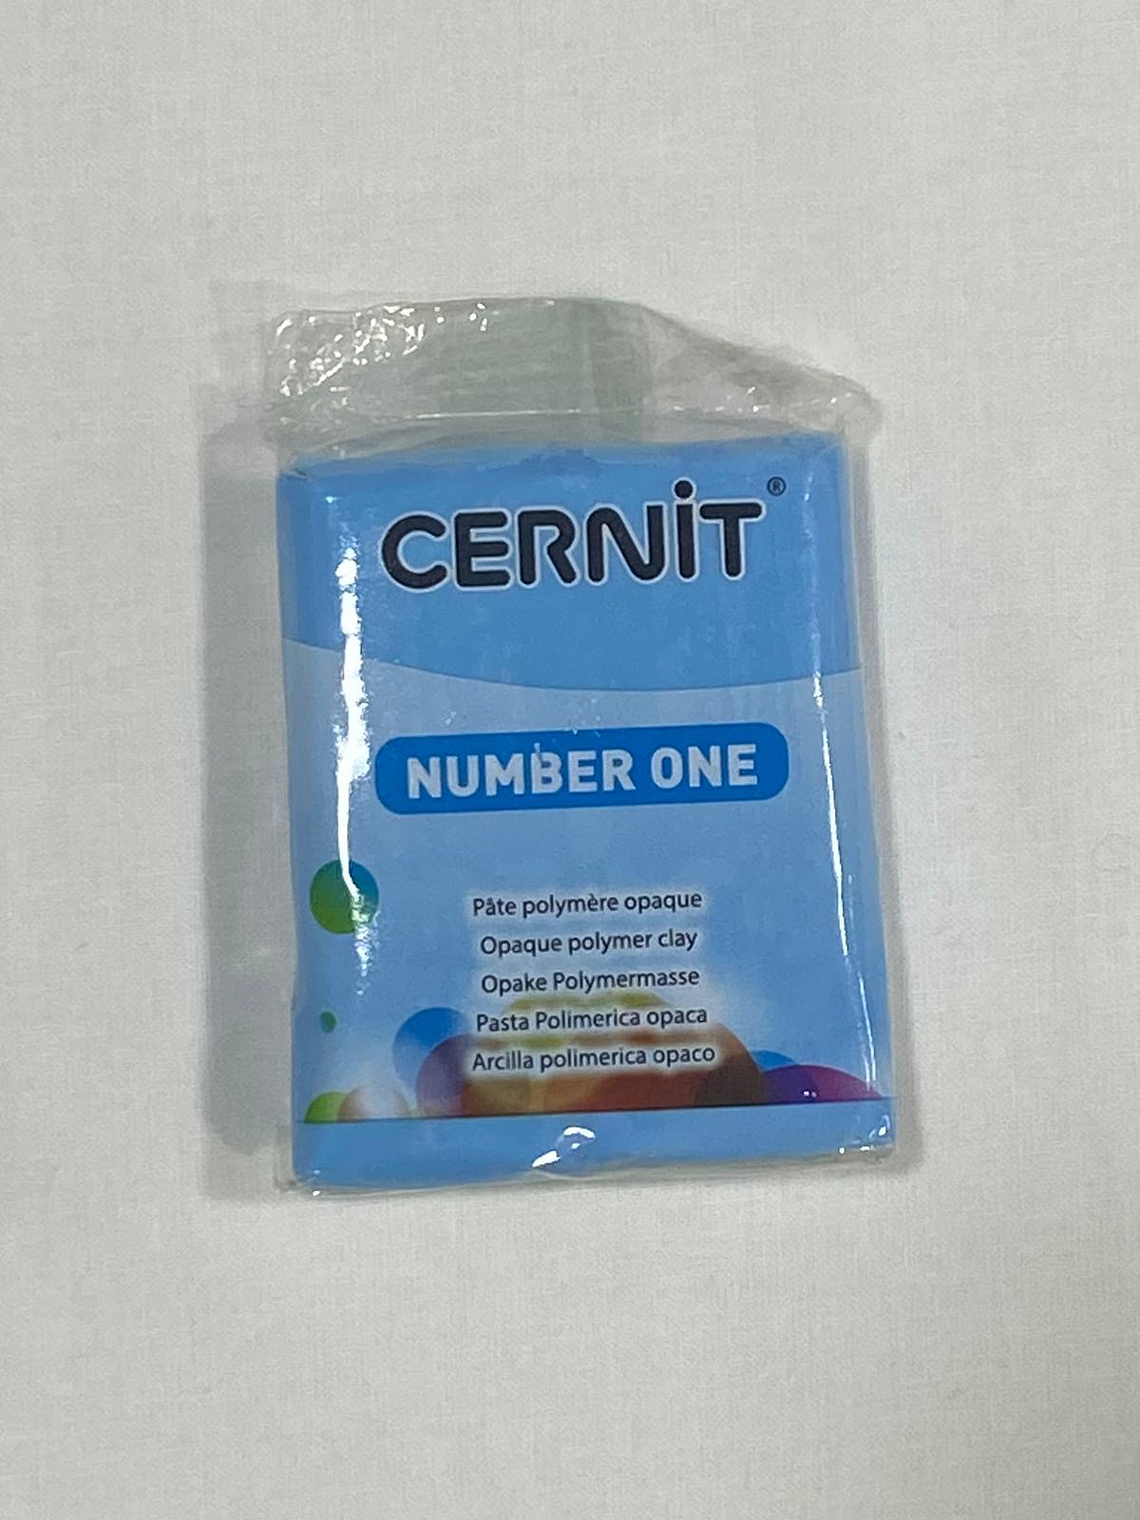 CERNiT®
NUMBER ONE
Pâte polymère opaque
Opaque polymer clay
Opake Polymermasse
Pasta Polimerica opaca
Arcilla polimerica opaco